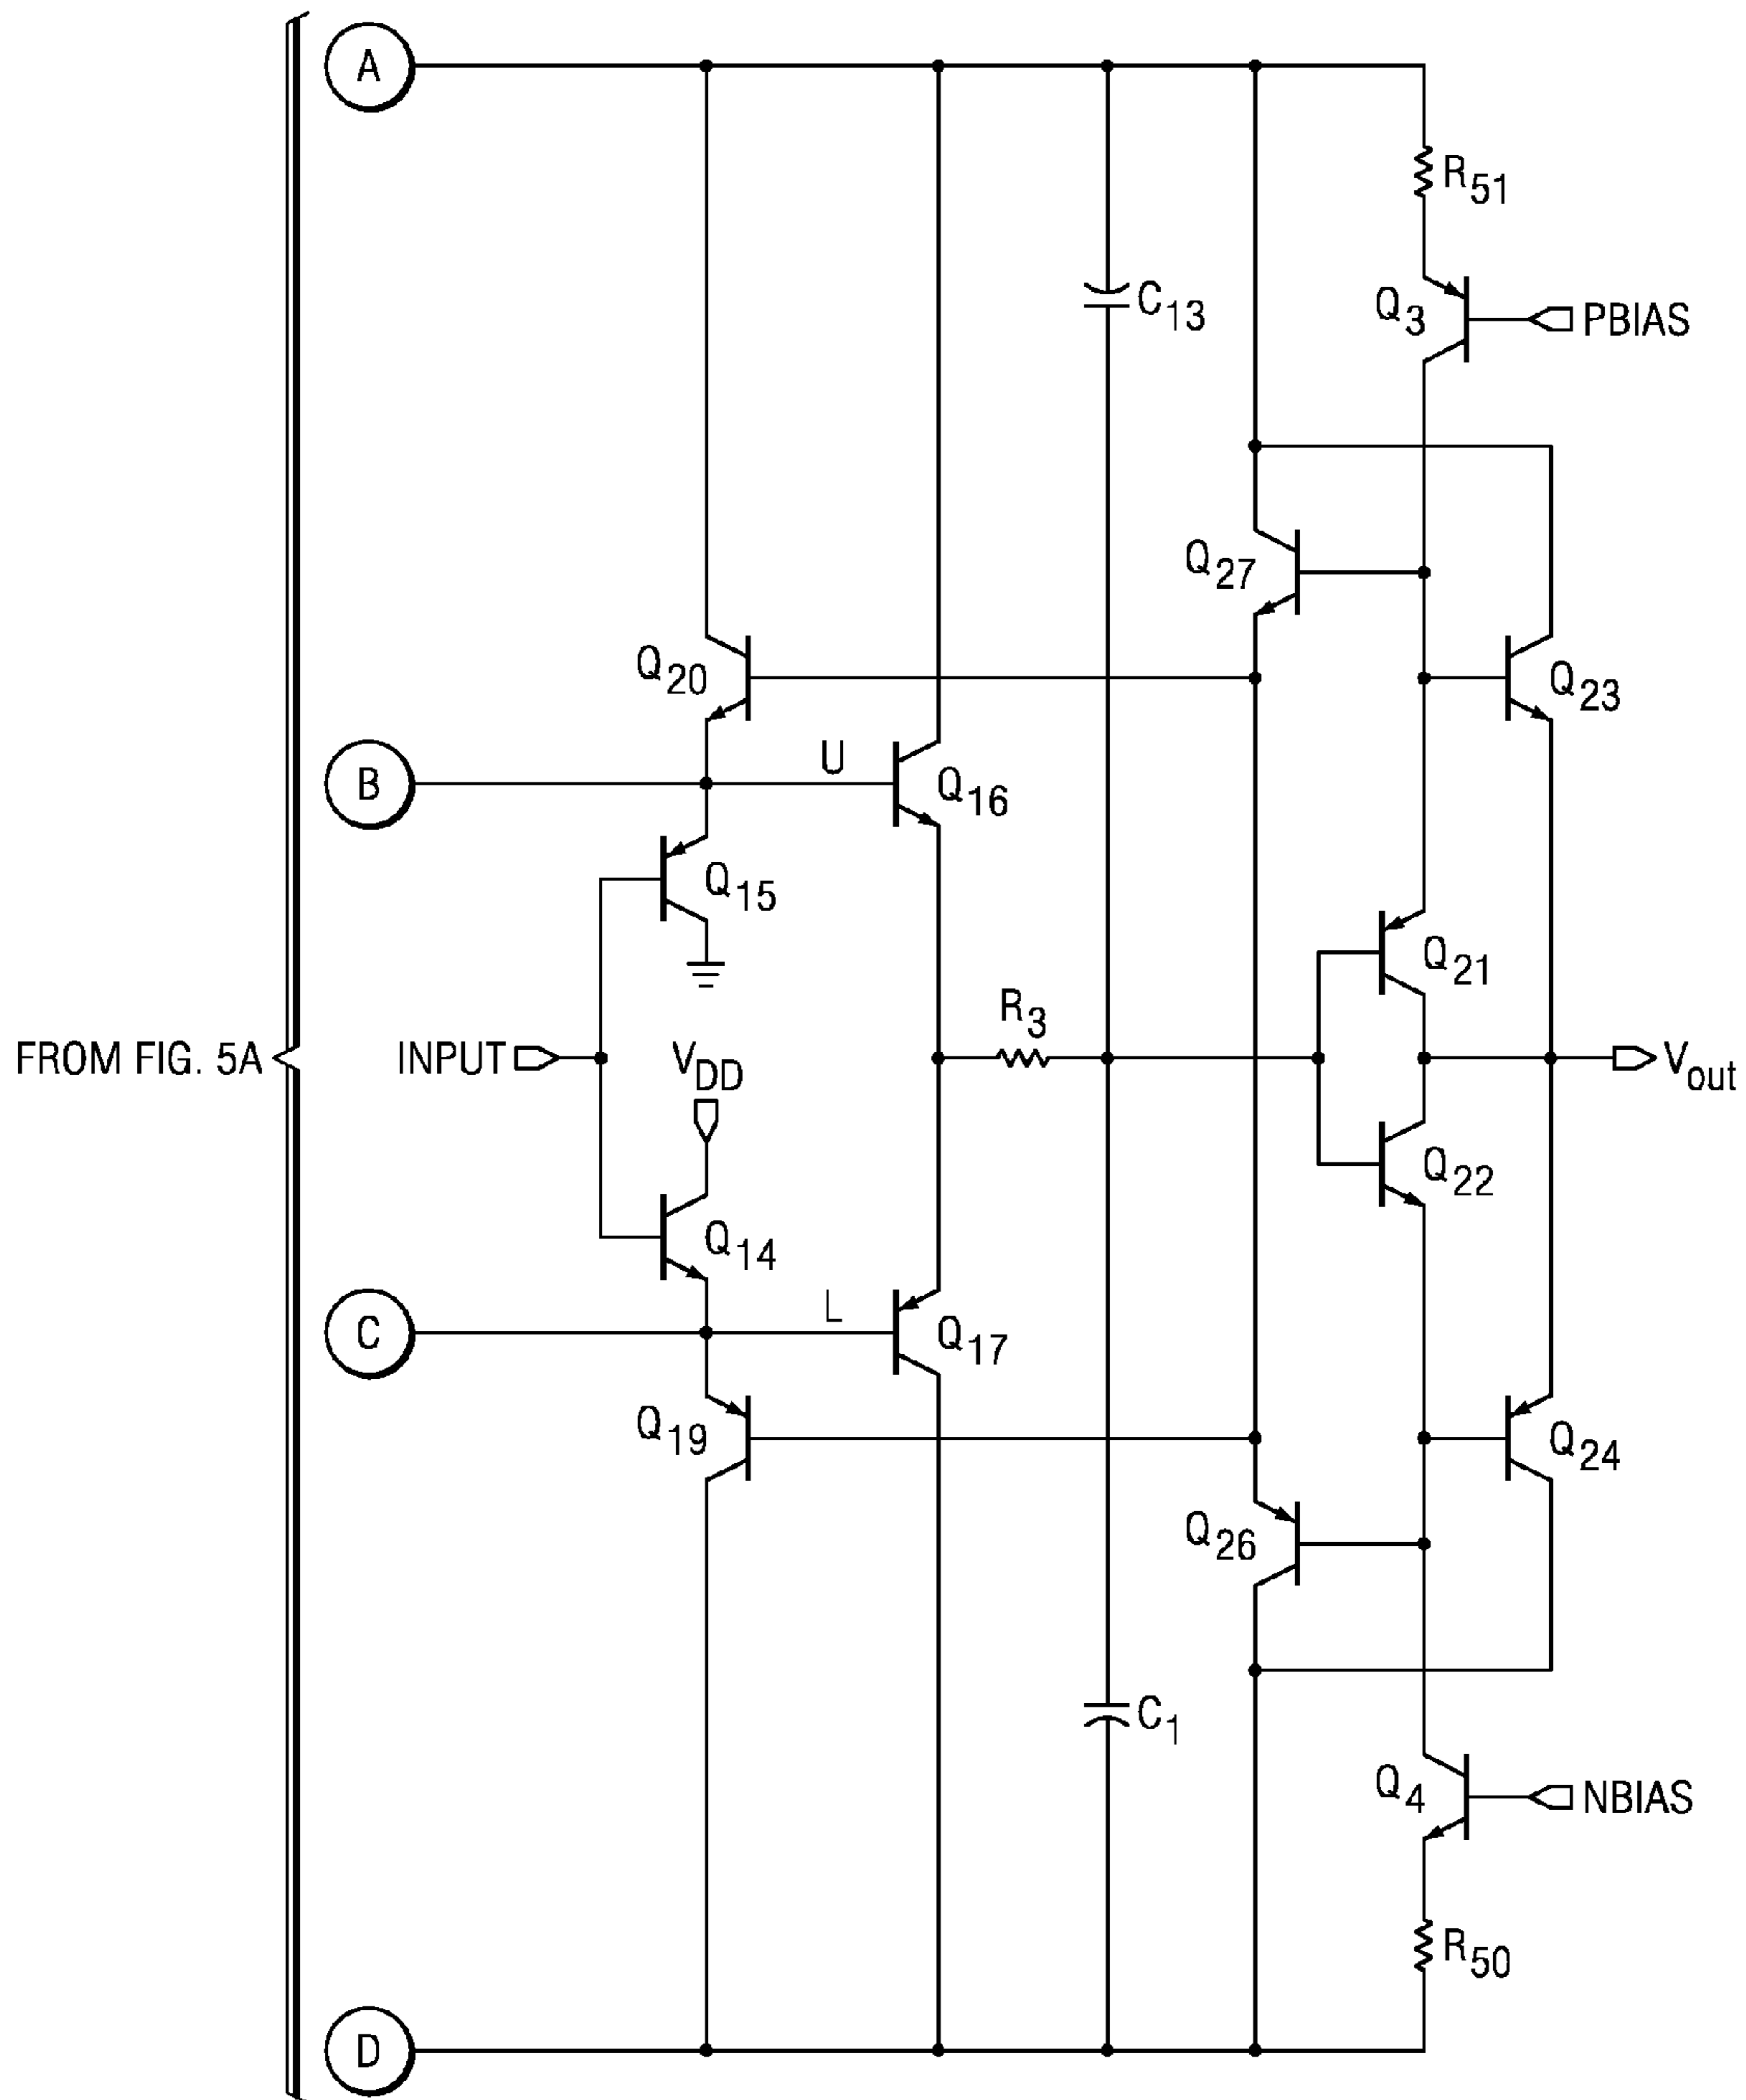 A
R51
Q3
PBIAS
C13
Q27
Q20
Q23
B
U
Q16
Q15
Q21
FROM FIG. 5A
INPUT
VDD
R3
Vout
Q22
Q14
C
L
Q17
Q19
Q24
Q26
C1
Q4
NBIAS
R50
D